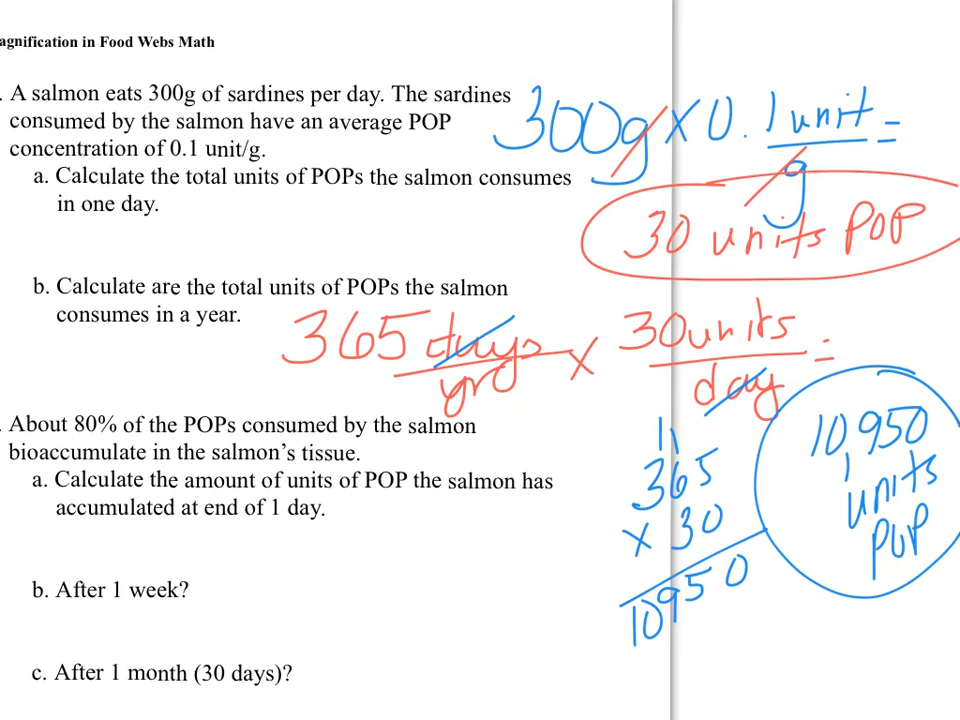 agnification in Food Webs Math
. A salmon eats 300g of sardines per day. The sardines
consumed by the salmon have an average POP
concentration of 0.1 unit/g.
300g x 0.1 unit =
g
a. Calculate the total units of POPs the salmon consumes
in one day.
30 units POP
b. Calculate are the total units of POPs the salmon
consumes in a year.
365 days x 30 units =
yr day
. About 80% of the POPs consumed by the salmon
bioaccumulate in the salmon’s tissue.
a. Calculate the amount of units of POP the salmon has
accumulated at end of 1 day.
11
365
x 30
10950
10,950
units
POP
b. After 1 week?
c. After 1 month (30 days)?